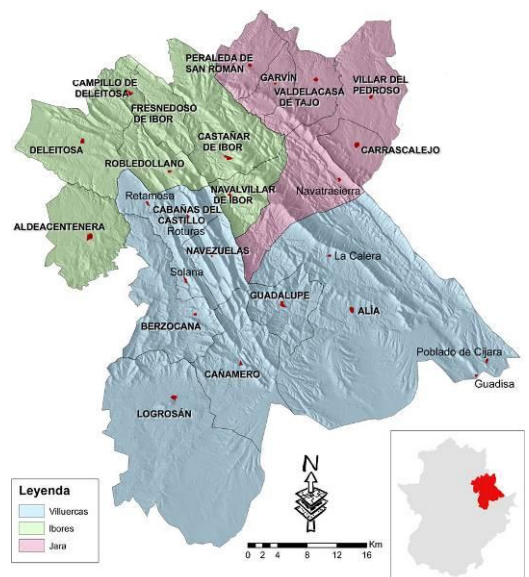 PERALEDA DE
SAN ROMÁN
GARVÍN
VALDELACASA
DE TAJO
VILLAR DEL
PEDROSO
CAMPILLO DE
DELEITOSA
FRESNEDOSO
DE IBOR
DELEITOSA
CASTAÑAR
DE IBOR
CARRASCALEJO
ROBLEDOLLANO
NAVALVILLAR
DE IBOR
Navatrasierra
Retamosa
CABAÑAS DEL
CASTILLO
Roturas
ALDEACENTENERA
NAVEZUELAS
La Calera
Solana
GUADALUPE
ALÍA
BERZOCANA
Poblado de Cíjara
Guadisa
CAÑAMERO
LOGROSÁN
N
Km
0 2 4 8 12 16
Leyenda
Villuercas
Ibores
Jara